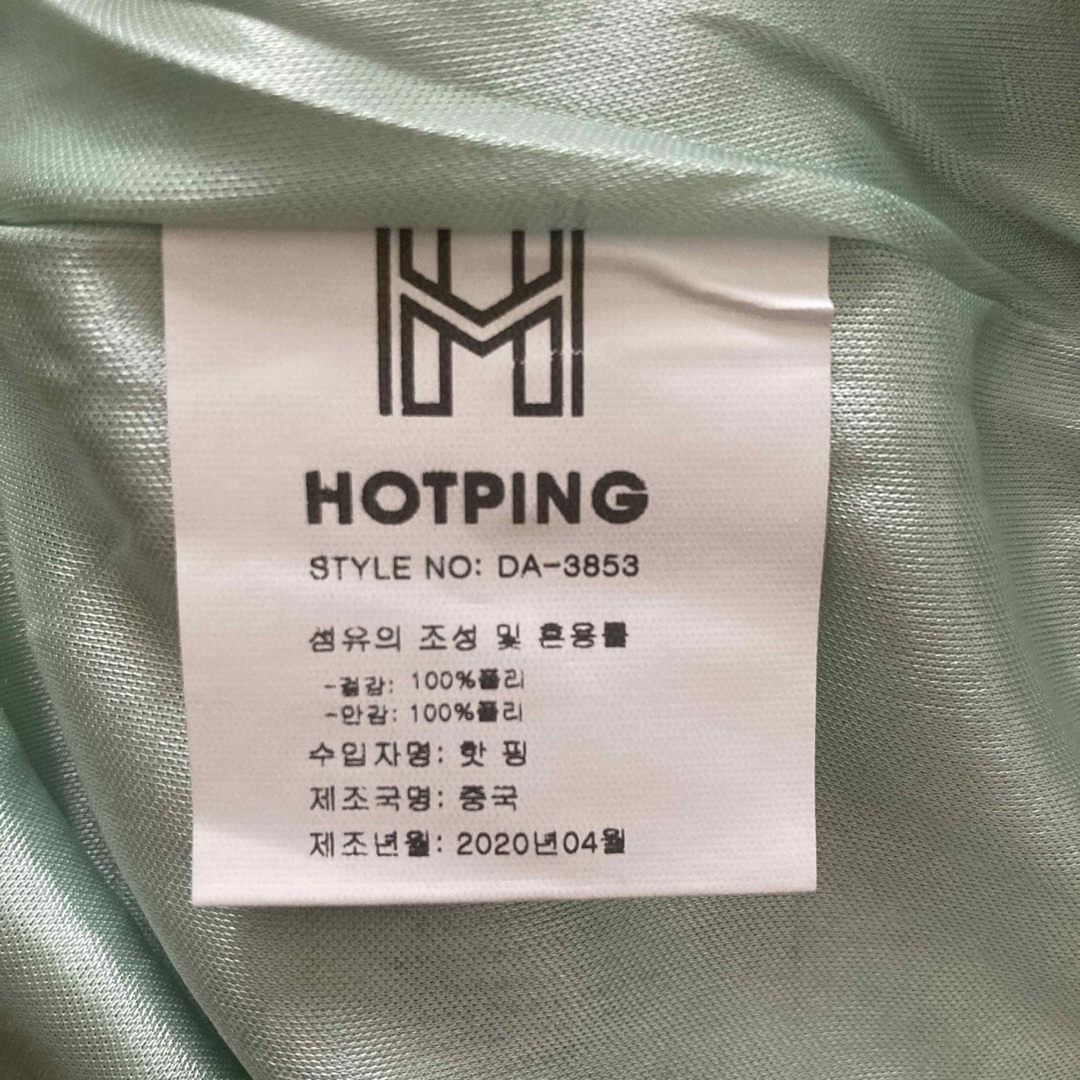 HOTPING
STYLE NO: DA-3853
섬유의 조성 및 혼용률
-겉감: 100%폴리
-안감: 100%폴리
수입자명: 핫 핑
제조국명: 중국
제조년월: 2020년04월